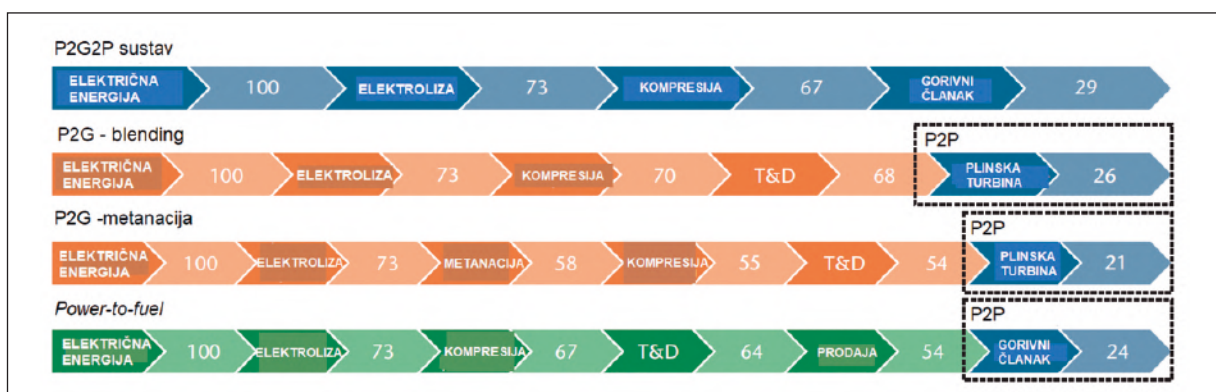 P2G2P sustav
ELEKTRIČNA
ENERGIJA
100
ELEKTROLIZA
73
KOMPRESIJA
67
GORIVNI
ČLANAK
29
P2G - blending
P2P
ELEKTRIČNA
ENERGIJA
100
ELEKTROLIZA
73
KOMPRESIJA
70
T&D
68
PLINSKA
TURBINA
26
P2G -metanacija
P2P
ELEKTRIČNA
ENERGIJA
100
ELEKTROLIZA
73
METANACIJA
58
KOMPRESIJA
55
T&D
54
PLINSKA
TURBINA
21
Power-to-fuel
P2P
ELEKTRIČNA
ENERGIJA
100
ELEKTROLIZA
73
KOMPRESIJA
67
T&D
64
PRODAJA
54
GORIVNI
ČLANAK
24